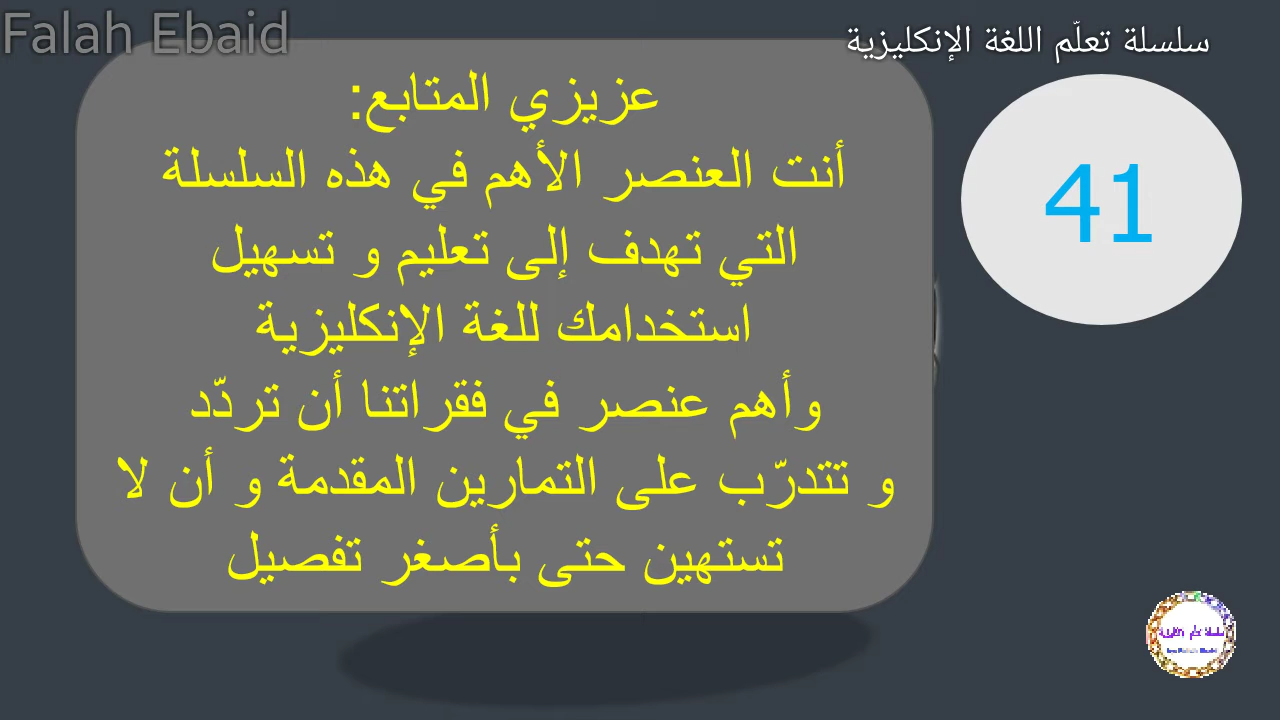 Falah Ebaid
سلسلة تعلّم اللغة الإنكليزية
41
عزيزي المتابع:
أنت العنصر الأهم في هذه السلسلة
التي تهدف إلى تعليم و تسهيل
استخدامك للغة الإنكليزية
وأهم عنصر في فقراتنا أن تردّد
و تتدرّب على التمارين المقدمة و أن لا
تستهين حتى بأصغر تفصيل